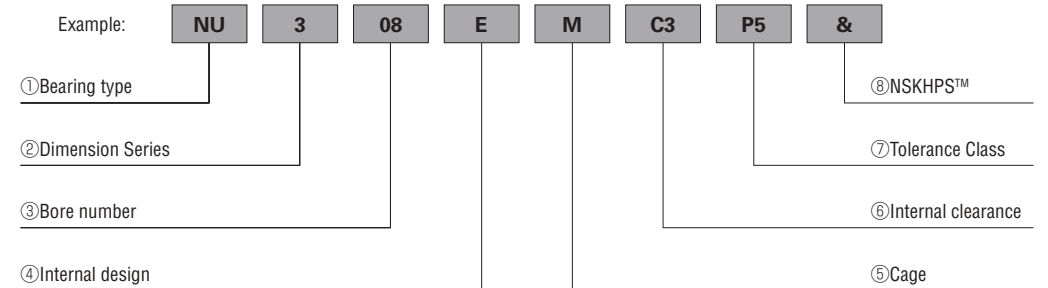 Example: NU 3 08 E M C3 P5 &
①Bearing type ⑧NSKHPS™
②Dimension Series ⑦Tolerance Class
③Bore number ⑥Internal clearance
④Internal design ⑤Cage